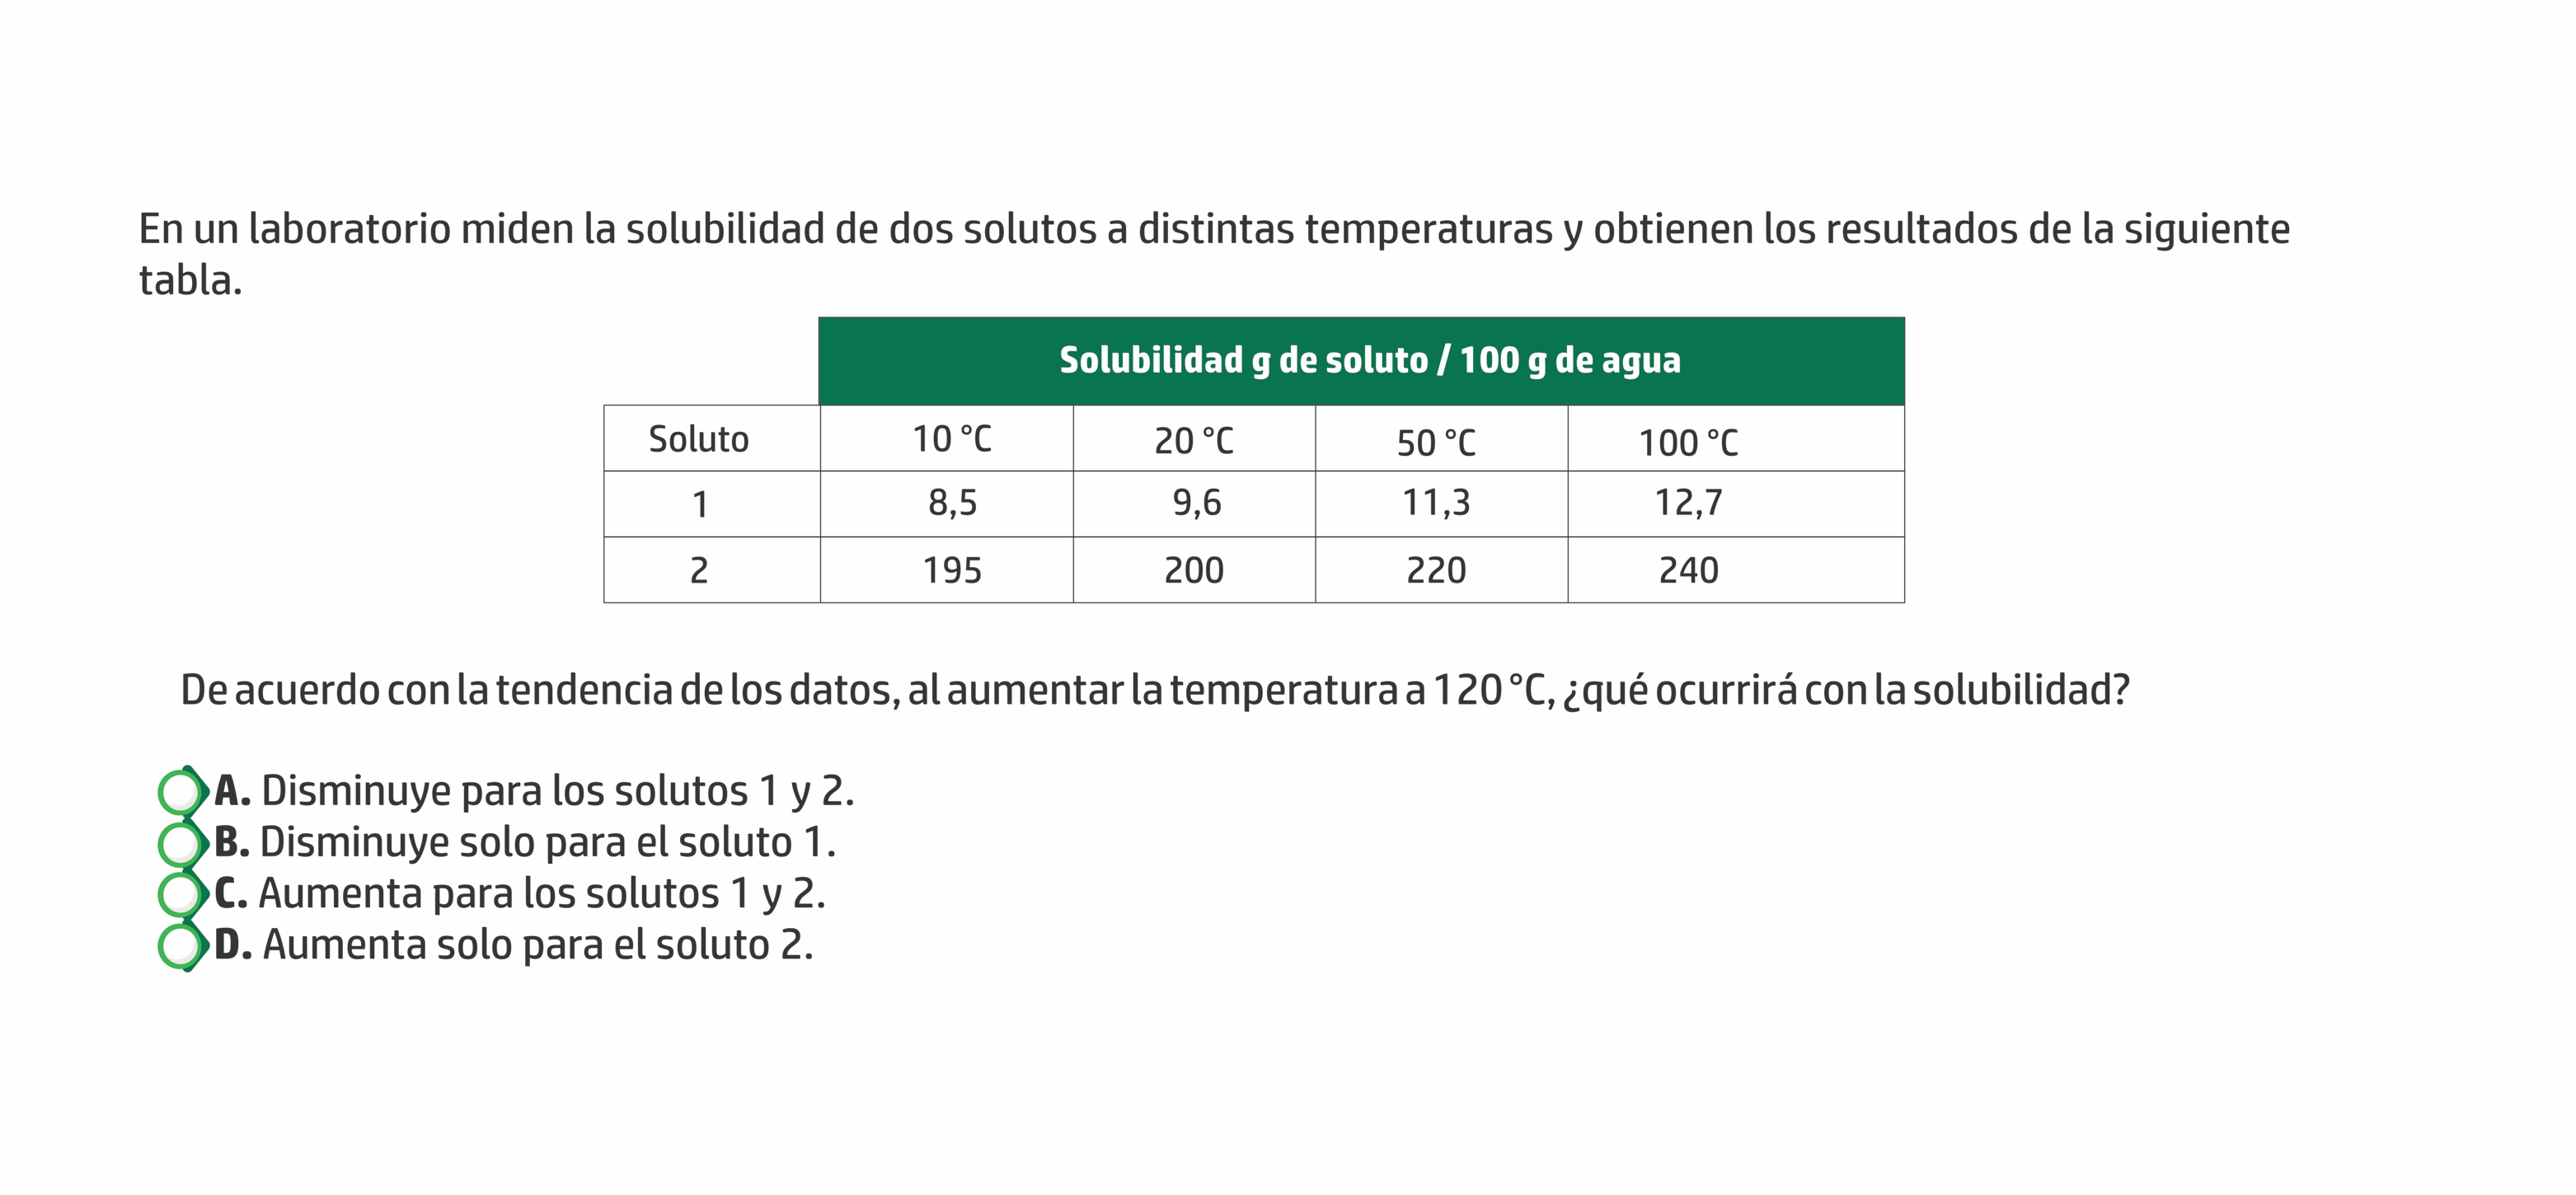 En un laboratorio miden la solubilidad de dos solutos a distintas temperaturas y obtienen los resultados de la siguiente
tabla.
Solubilidad g de soluto / 100 g de agua
Soluto 10 °C 20 °C 50 °C 100 °C
1 8,5 9,6 11,3 12,7
2 195 200 220 240
De acuerdo con la tendencia de los datos, al aumentar la temperatura a 120 °C, ¿qué ocurrirá con la solubilidad?
A. Disminuye para los solutos 1 y 2.
B. Disminuye solo para el soluto 1.
C. Aumenta para los solutos 1 y 2.
D. Aumenta solo para el soluto 2.